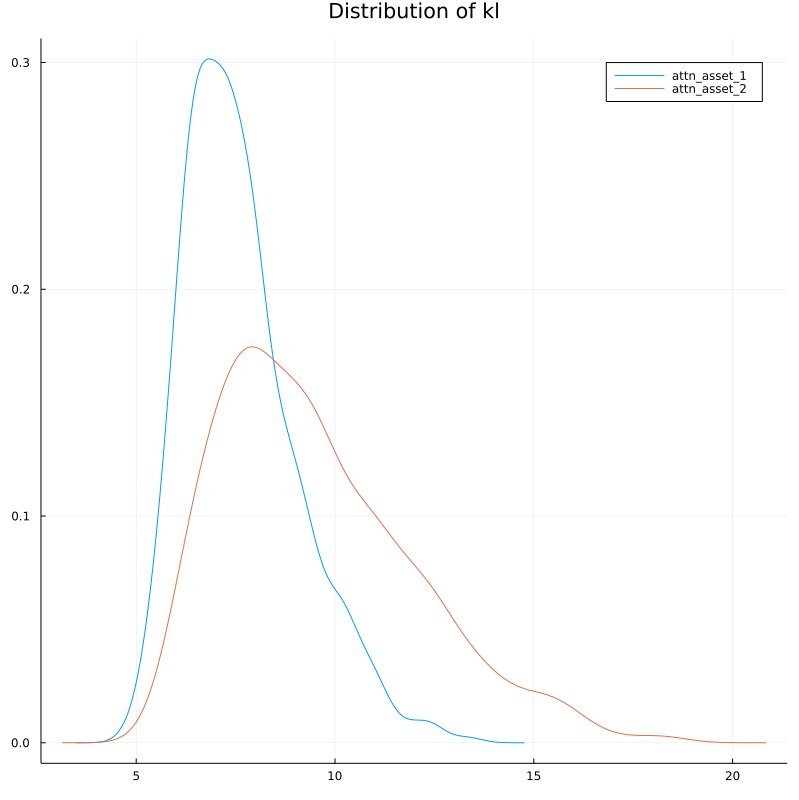 Distribution of kl
attn_asset_1
attn_asset_2
0.3
0.2
0.1
0.0
5 10 15 20